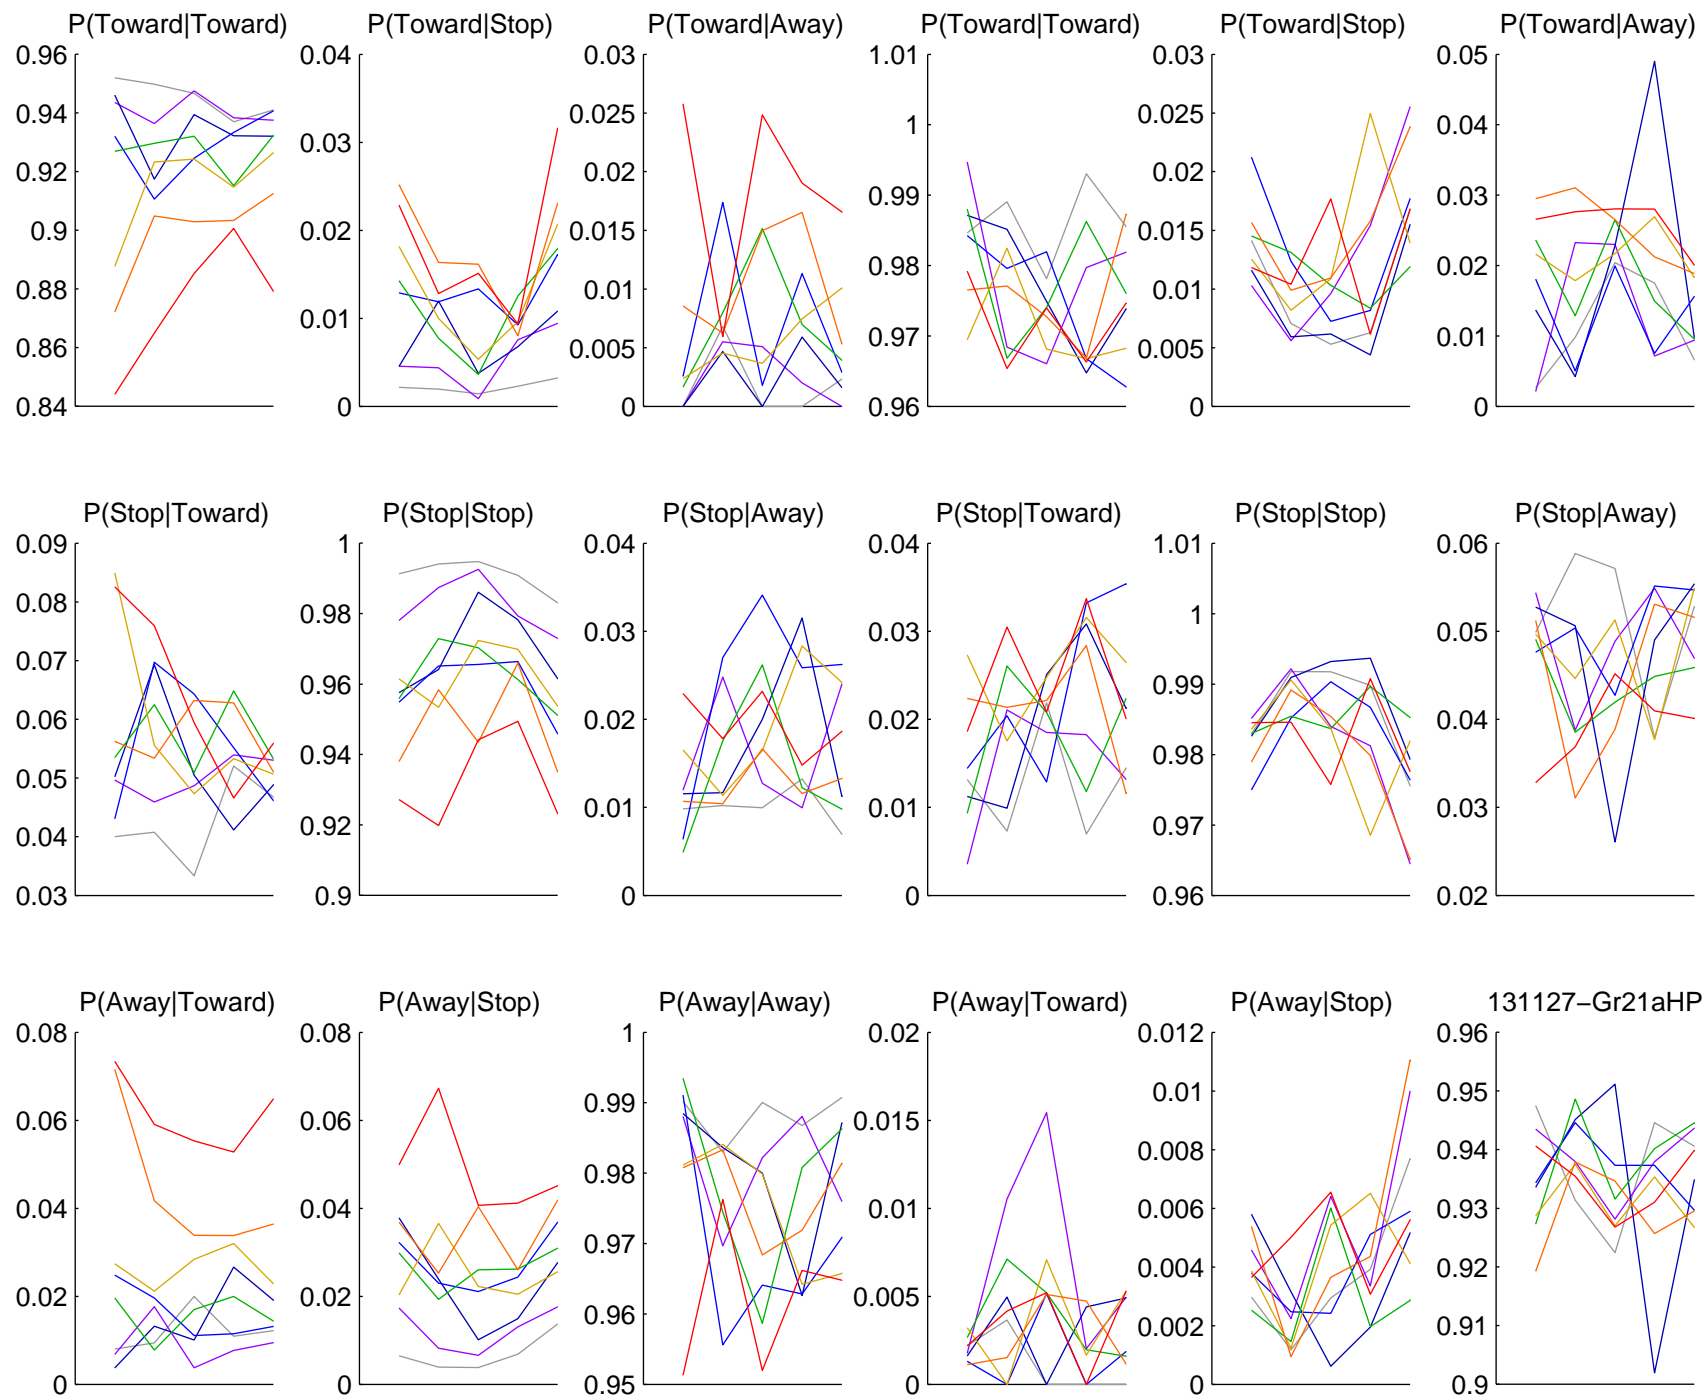 P(Toward|Toward) P(Toward|Stop) P(Toward|Away) P(Toward|Toward) P(Toward|Stop) P(Toward|Away)
0.96 0.04 0.03 1.01 0.03 0.05
0.94 0.025 1 0.025 0.04
0.92 0.03 0.02 0.99 0.02 0.03
0.9 0.02 0.015 0.98 0.015
0.88 0.01 0.01 0.02
0.86 0.01 0.005 0.97 0.005 0.01
0.84 0 0 0.96 0 0
P(Stop|Toward) P(Stop|Stop) P(Stop|Away) P(Stop|Toward) P(Stop|Stop) P(Stop|Away)
0.09 1 0.04 0.04 1.01 0.06
0.08 0.98 0.03 0.03 1 0.05
0.07 0.96 0.99
0.06 0.02 0.02 0.04
0.05 0.94 0.98
0.04 0.92 0.01 0.01 0.97 0.03
0.03 0.9 0 0 0.96 0.02
P(Away|Toward) P(Away|Stop) P(Away|Away) P(Away|Toward) P(Away|Stop) 131127−Gr21aHP
0.08 0.08 1 0.02 0.012 0.96
0.06 0.06 0.99 0.015 0.01 0.95
0.98 0.008 0.94
0.04 0.04 0.01 0.006
0.97 0.004 0.93
0.02 0.02 0.96 0.005 0.002 0.92
0.91
0 0 0.95 0 0 0.9